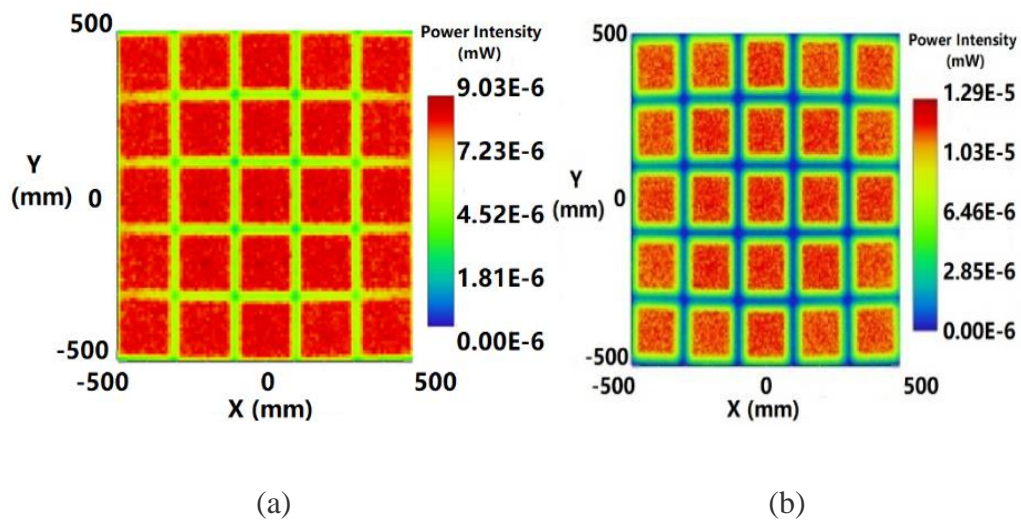 500
Y
(mm)
0
-500
-500
0
500
X (mm)
Power Intensity
(mW)
9.03E-6
7.23E-6
4.52E-6
1.81E-6
0.00E-6
(a)
500
Y
(mm)
0
-500
-500
0
500
X (mm)
Power Intensity
(mW)
1.29E-5
1.03E-5
6.46E-6
2.85E-6
0.00E-6
(b)